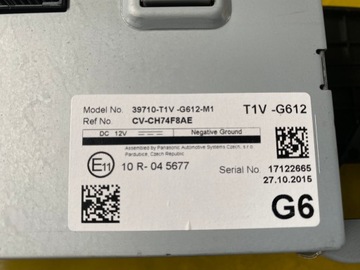 Model No. 39710-T1V -G612-M1 T1V -G612
Ref No CV-CH74F8AE
DC 12V Negative Ground
Assembled by Panasonic Automotive Systems Czech, s.r.o.
Pardubice, Czech Republic
E11 10 R- 04 5677 Serial No. 17122665
27.10.2015
G6